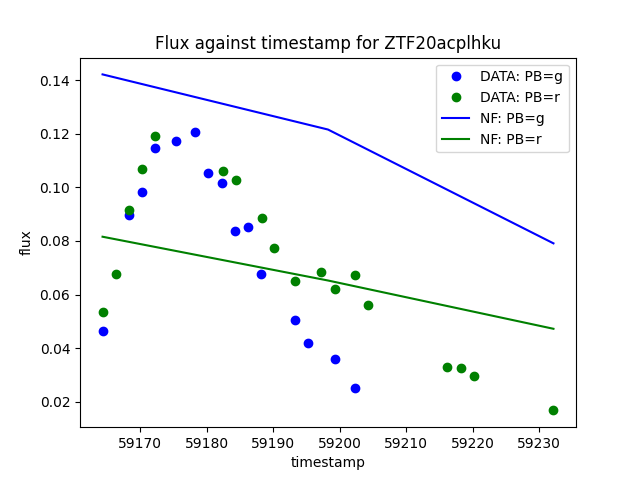 Flux against timestamp for ZTF20acplhku
DATA: PB=g
DATA: PB=r
NF: PB=g
NF: PB=r
flux
0.14
0.12
0.10
0.08
0.06
0.04
0.02
59170 59180 59190 59200 59210 59220 59230
timestamp